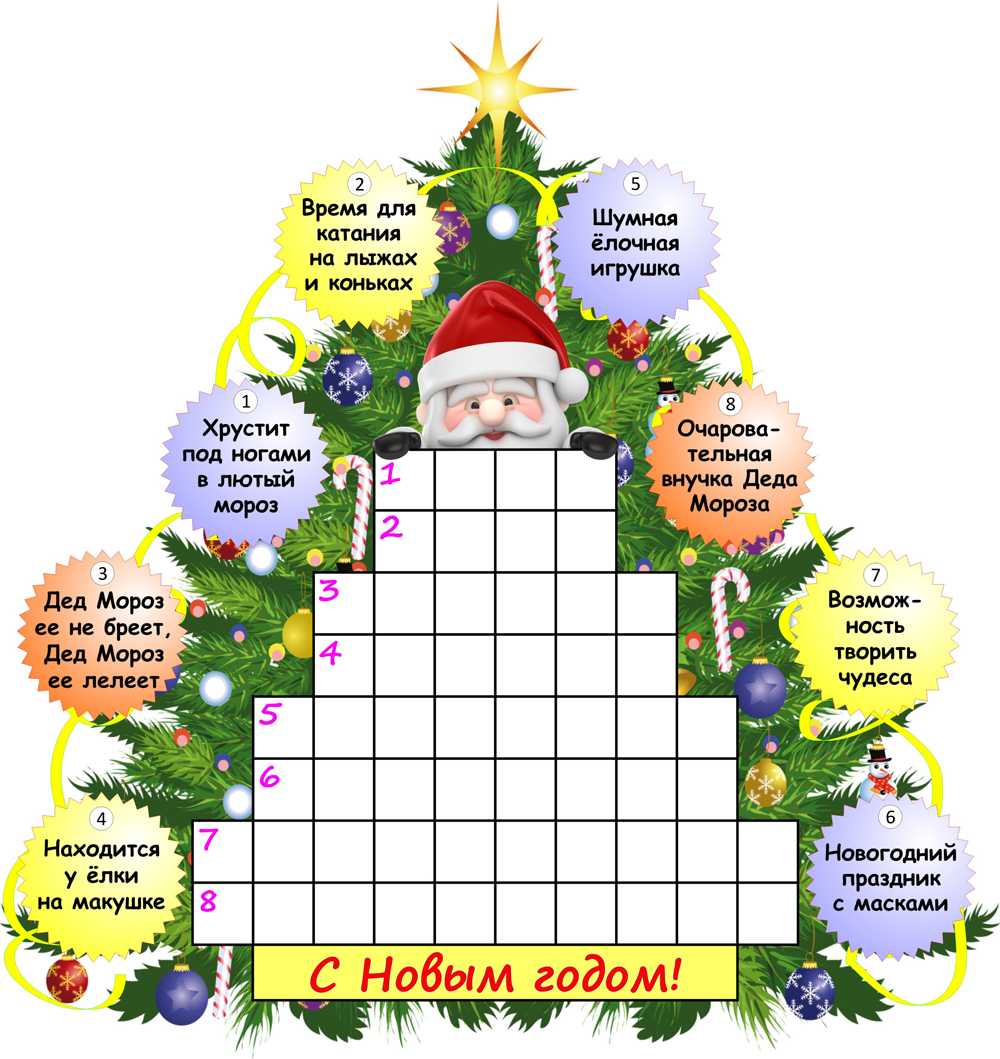 2
Время для
катания
на лыжах
и коньках
5
Шумная
ёлочная
игрушка
1
Хрустит
под ногами
в лютый
мороз
8
Очарова-
тельная
внучка Деда
Мороза
3
Дед Мороз
ее не бреет,
Дед Мороз
ее лелеет
7
Возмож-
ность
творить
чудеса
4
Находится
у ёлки
на макушке
6
Новогодний
праздник
с масками
1
2
3
4
5
6
7
8
С Новым годом!